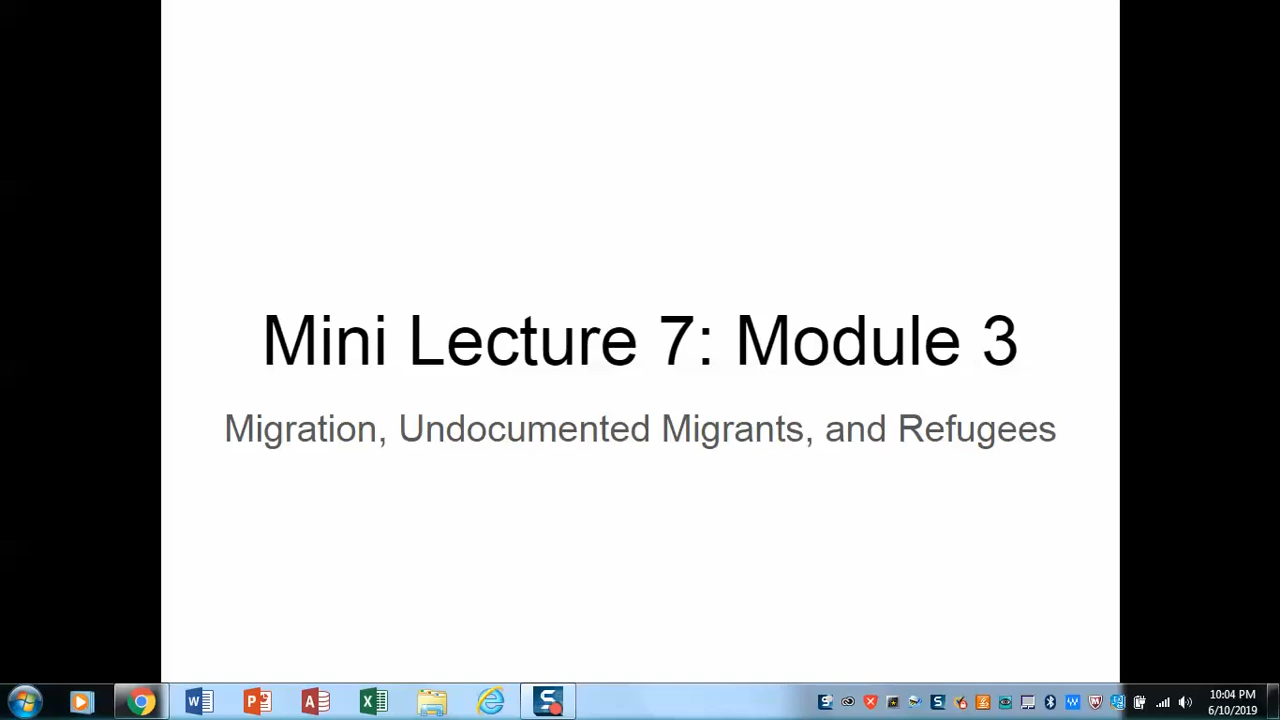 Mini Lecture 7: Module 3
Migration, Undocumented Migrants, and Refugees
10:04 PM
6/10/2019